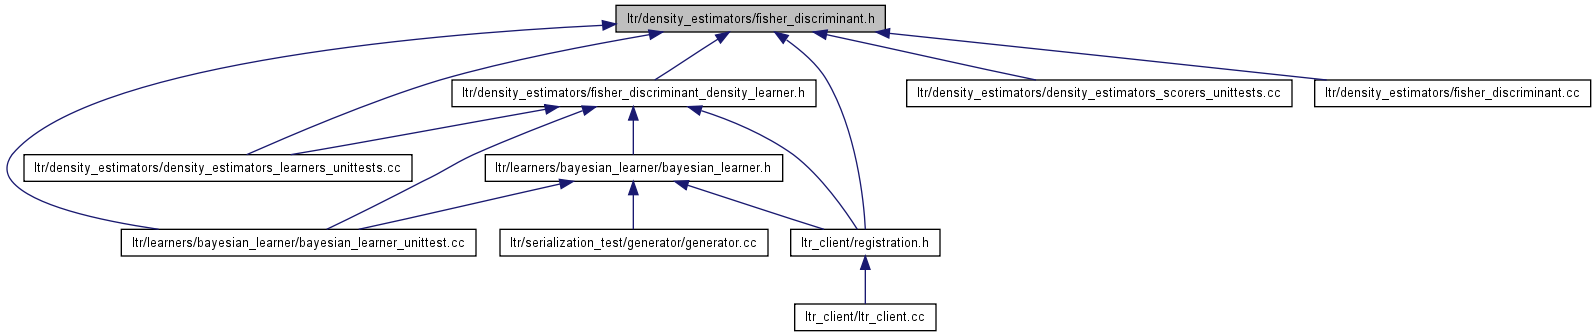 ltr/density_estimators/fisher_discriminant.h
ltr/density_estimators/fisher_discriminant_density_learner.h
ltr/density_estimators/density_estimators_scorers_unittests.cc
ltr/density_estimators/fisher_discriminant.cc
ltr/density_estimators/density_estimators_learners_unittests.cc
ltr/learners/bayesian_learner/bayesian_learner.h
ltr/learners/bayesian_learner/bayesian_learner_unittest.cc
ltr/serialization_test/generator/generator.cc
ltr_client/registration.h
ltr_client/ltr_client.cc